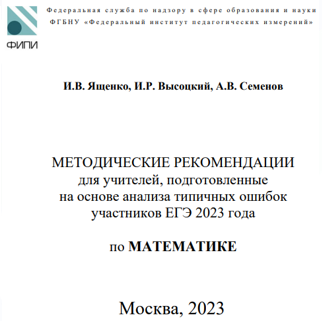 Федеральная служба по надзору в сфере образования и науки
ФГБНУ «Федеральный институт педагогических измерений»
ФИПИ
И.В. Ященко, И.Р. Высоцкий, А.В. Семенов
МЕТОДИЧЕСКИЕ РЕКОМЕНДАЦИИ
для учителей, подготовленные
на основе анализа типичных ошибок
участников ЕГЭ 2023 года
по МАТЕМАТИКЕ
Москва, 2023